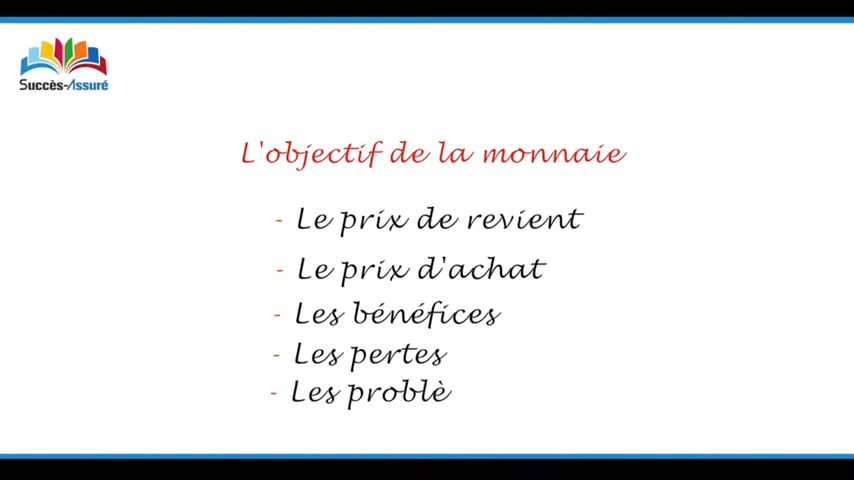 Succès-Assuré
L'objectif de la monnaie
- Le prix de revient
- Le prix d'achat
- Les bénéfices
- Les pertes
- Les problè